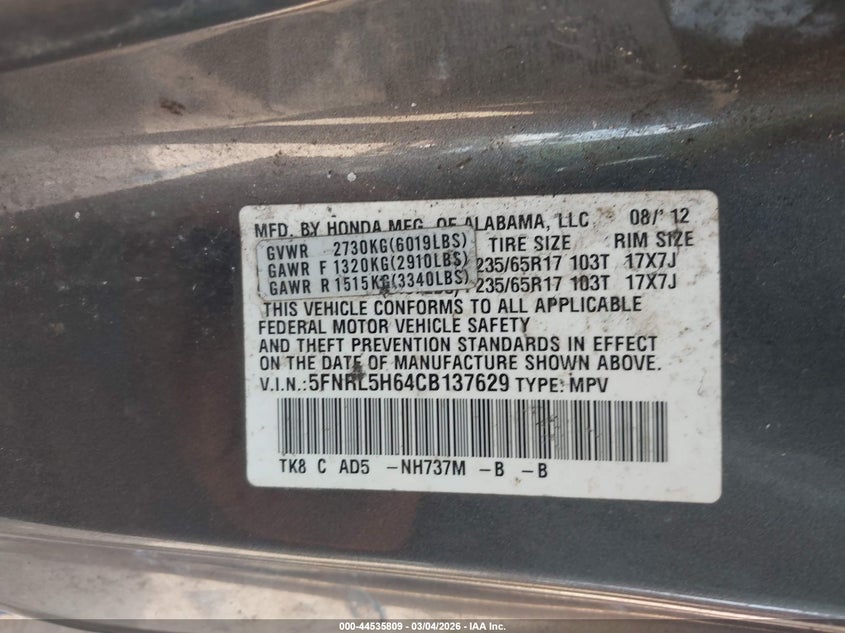 MFD. BY HONDA MFG. OF ALABAMA, LLC 08/' 12
GVWR 2730KG(6019LBS) TIRE SIZE RIM SIZE
GAWR F 1320KG(2910LBS) 235/65R17 103T 17X7J
GAWR R 1515KG(3340LBS) 235/65R17 103T 17X7J
THIS VEHICLE CONFORMS TO ALL APPLICABLE
FEDERAL MOTOR VEHICLE SAFETY
AND THEFT PREVENTION STANDARDS IN EFFECT
ON THE DATE OF MANUFACTURE SHOWN ABOVE.
V.I.N.:5FNRL5H64CB137629 TYPE: MPV
TK8 C AD5 -NH737M -B -B
000-44535809 - 03/04/2026 - IAA Inc.